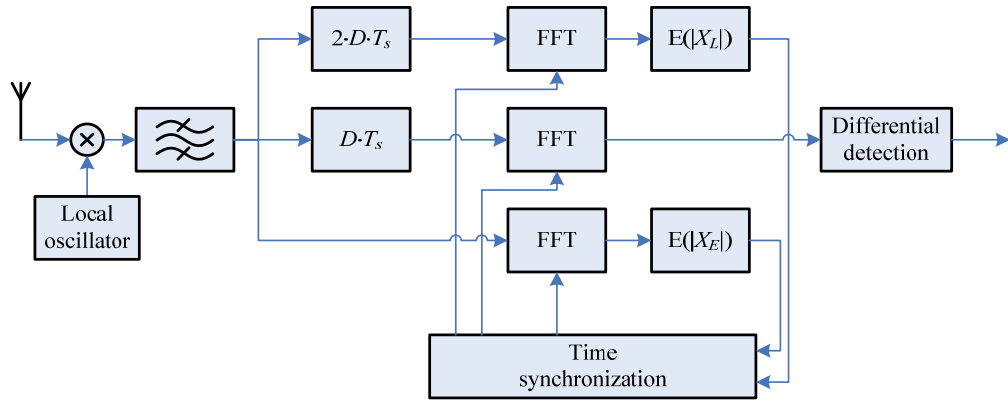 2·D·Ts
FFT
E(|XL|)
D·Ts
FFT
Differential
detection
Local
oscillator
FFT
E(|XE|)
Time
synchronization